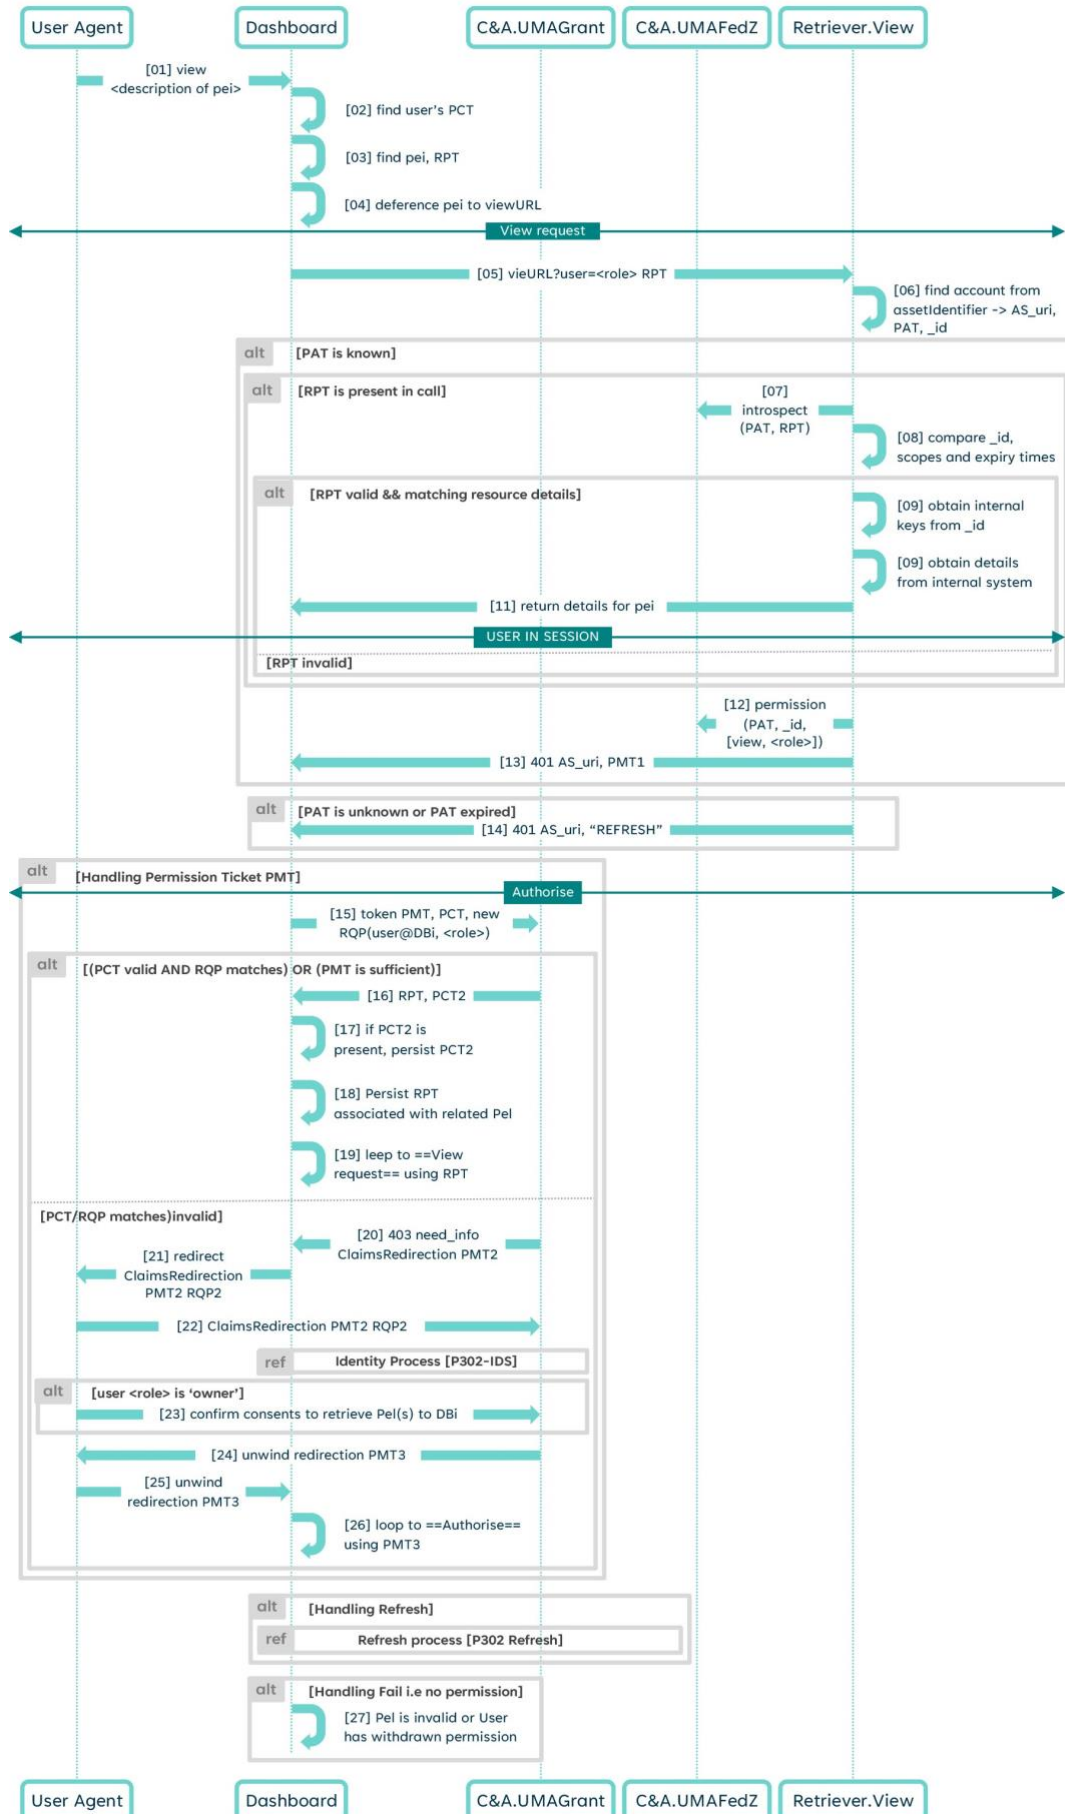 User Agent
Dashboard
C&A.UMAGrant
C&A.UMAFedZ
Retriever.View
[01] view
<description of pei>
[02] find user's PCT
[03] find pei, RPT
[04] deference pei to viewURL
View request
[05] vieURL?user=<role> RPT
[06] find account from
assetIdentifier -> AS_uri,
PAT, _id
alt
[PAT is known]
alt
[RPT is present in call]
[07]
introspect
(PAT, RPT)
[08] compare _id,
scopes and expiry times
alt
[RPT valid && matching resource details]
[09] obtain internal
keys from _id
[09] obtain details
from internal system
[11] return details for pei
USER IN SESSION
[RPT invalid]
[12] permission
(PAT, _id,
[view, <role>])
[13] 401 AS_uri, PMT1
alt
[PAT is unknown or PAT expired]
[14] 401 AS_uri, “REFRESH”
alt
[Handling Permission Ticket PMT]
Authorise
[15] token PMT, PCT, new
RQP(user@DBi, <role>)
alt
[(PCT valid AND RQP matches) OR (PMT is sufficient)]
[16] RPT, PCT2
[17] if PCT2 is
present, persist PCT2
[18] Persist RPT
associated with related Pel
[19] leep to ==View
request== using RPT
[PCT/RQP matches)invalid]
[20] 403 need_info
ClaimsRedirection PMT2
[21] redirect
ClaimsRedirection
PMT2 RQP2
[22] ClaimsRedirection PMT2 RQP2
ref
Identity Process [P302-IDS]
alt
[user <role> is ‘owner’]
[23] confirm consents to retrieve Pel(s) to DBi
[24] unwind redirection PMT3
[25] unwind
redirection PMT3
[26] loop to ==Authorise==
using PMT3
alt
[Handling Refresh]
ref
Refresh process [P302 Refresh]
alt
[Handling Fail i.e no permission]
[27] Pel is invalid or User
has withdrawn permission
User Agent
Dashboard
C&A.UMAGrant
C&A.UMAFedZ
Retriever.View